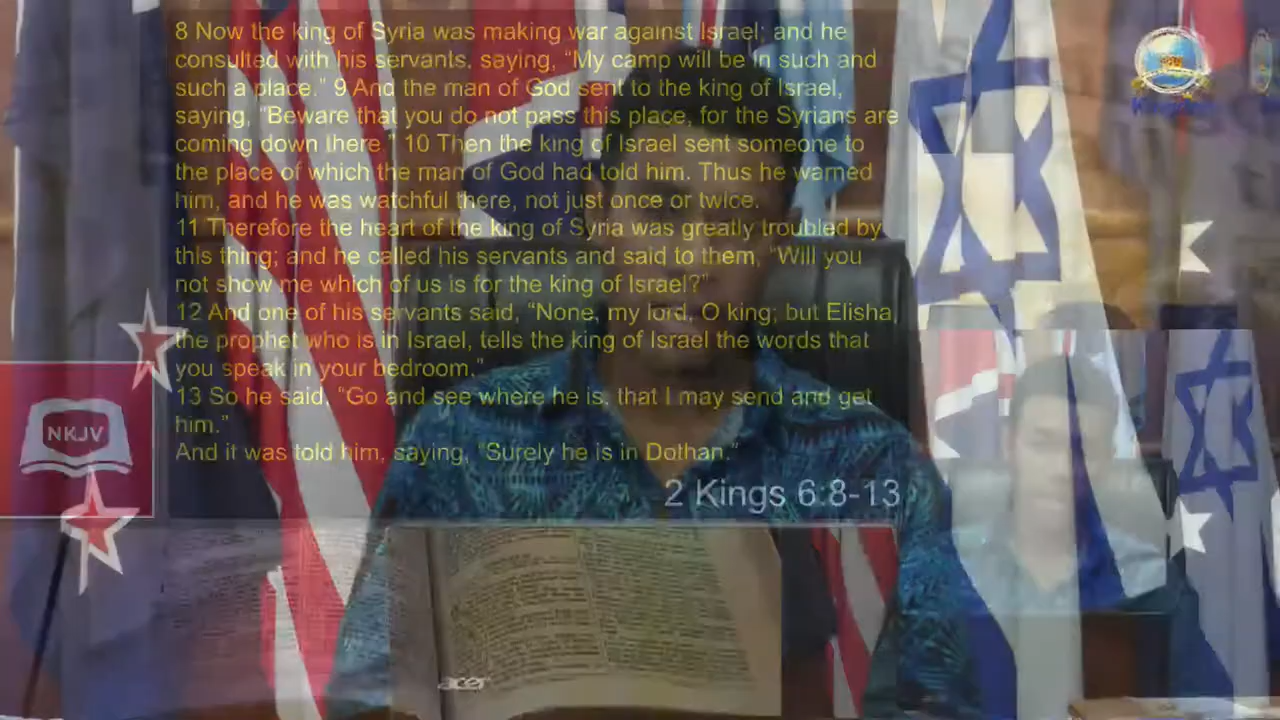 8 Now the king of Syria was making war against Israel; and he
consulted with his servants, saying, “My camp will be in such and
such a place.” 9 And the man of God sent to the king of Israel,
saying, “Beware that you do not pass this place, for the Syrians are
coming down there.” 10 Then the king of Israel sent someone to
the place of which the man of God had told him. Thus he warned
him, and he was watchful there, not just once or twice.
11 Therefore the heart of the king of Syria was greatly troubled by
this thing; and he called his servants and said to them, “Will you
not show me which of us is for the king of Israel?”
12 And one of his servants said, “None, my lord, O king; but Elisha,
the prophet who is in Israel, tells the king of Israel the words that
you speak in your bedroom.”
13 So he said, “Go and see where he is, that I may send and get
him.”
And it was told him, saying, “Surely he is in Dothan.”
2 Kings 6:8-13
NKJV
acer